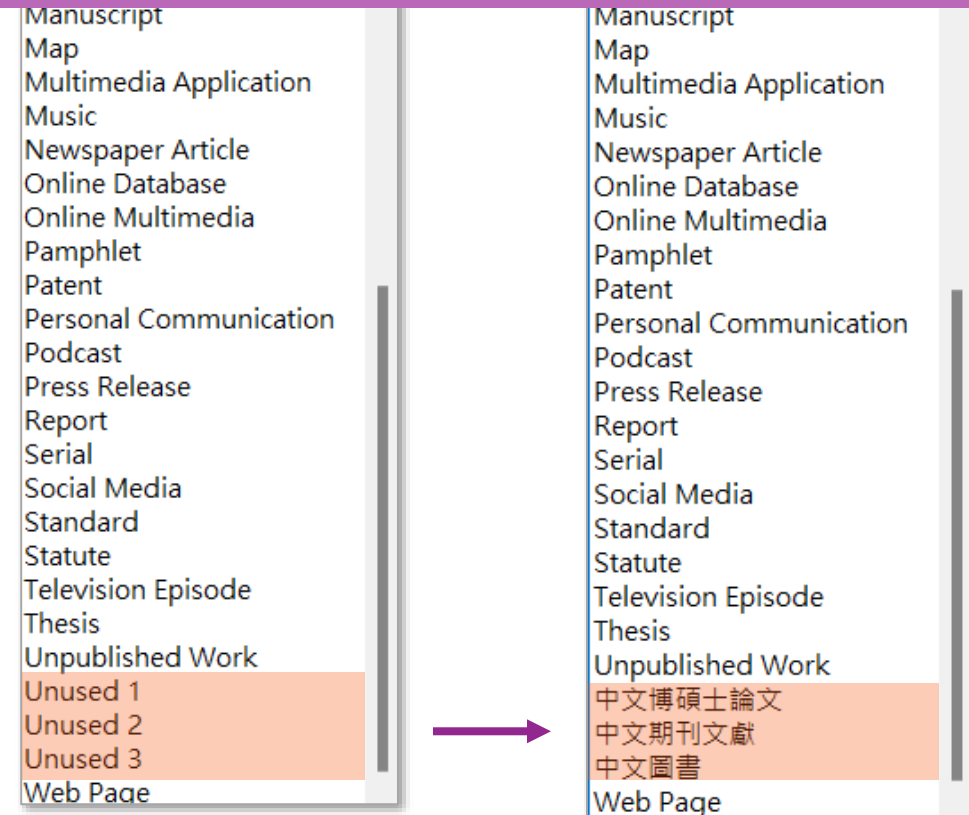 Manuscript
Map
Multimedia Application
Music
Newspaper Article
Online Database
Online Multimedia
Pamphlet
Patent
Personal Communication
Podcast
Press Release
Report
Serial
Social Media
Standard
Statute
Television Episode
Thesis
Unpublished Work
Unused 1
Unused 2
Unused 3
Web Page
Manuscript
Map
Multimedia Application
Music
Newspaper Article
Online Database
Online Multimedia
Pamphlet
Patent
Personal Communication
Podcast
Press Release
Report
Serial
Social Media
Standard
Statute
Television Episode
Thesis
Unpublished Work
中文博碩士論文
中文期刊文獻
中文圖書
Web Page